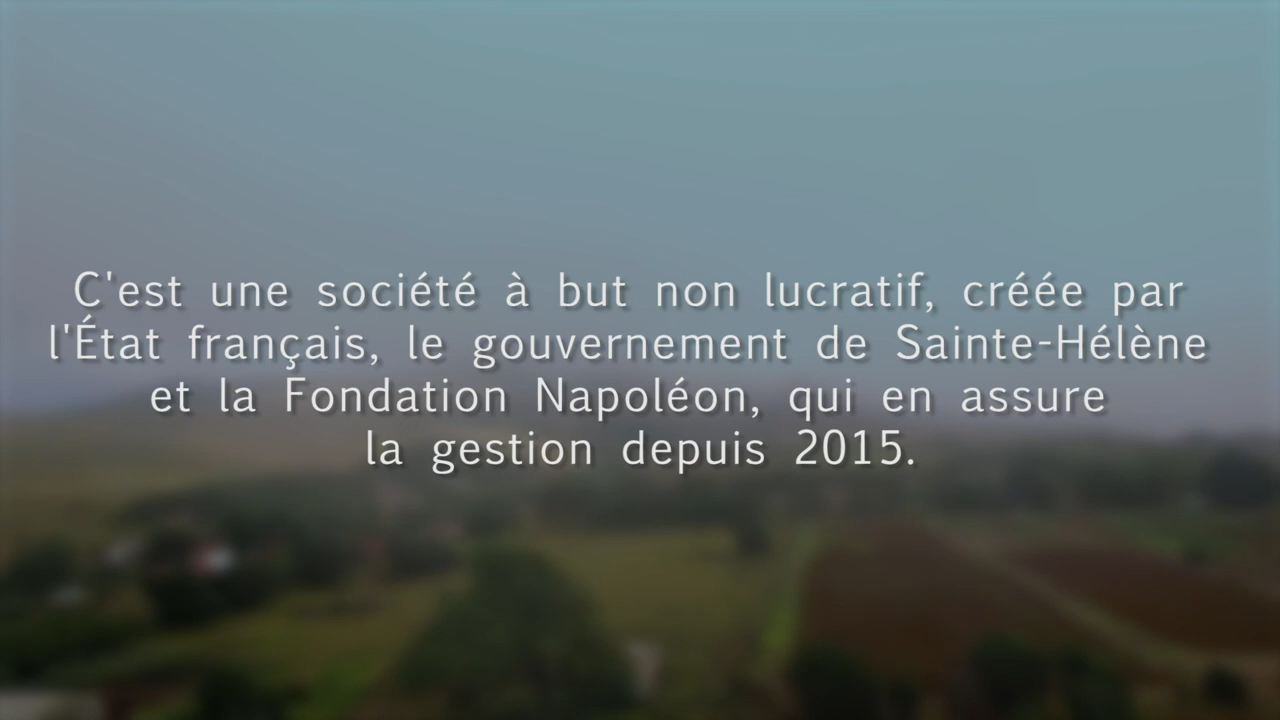 C'est une société à but non lucratif, créée par
l'État français, le gouvernement de Sainte-Hélène
et la Fondation Napoléon, qui en assure
la gestion depuis 2015.